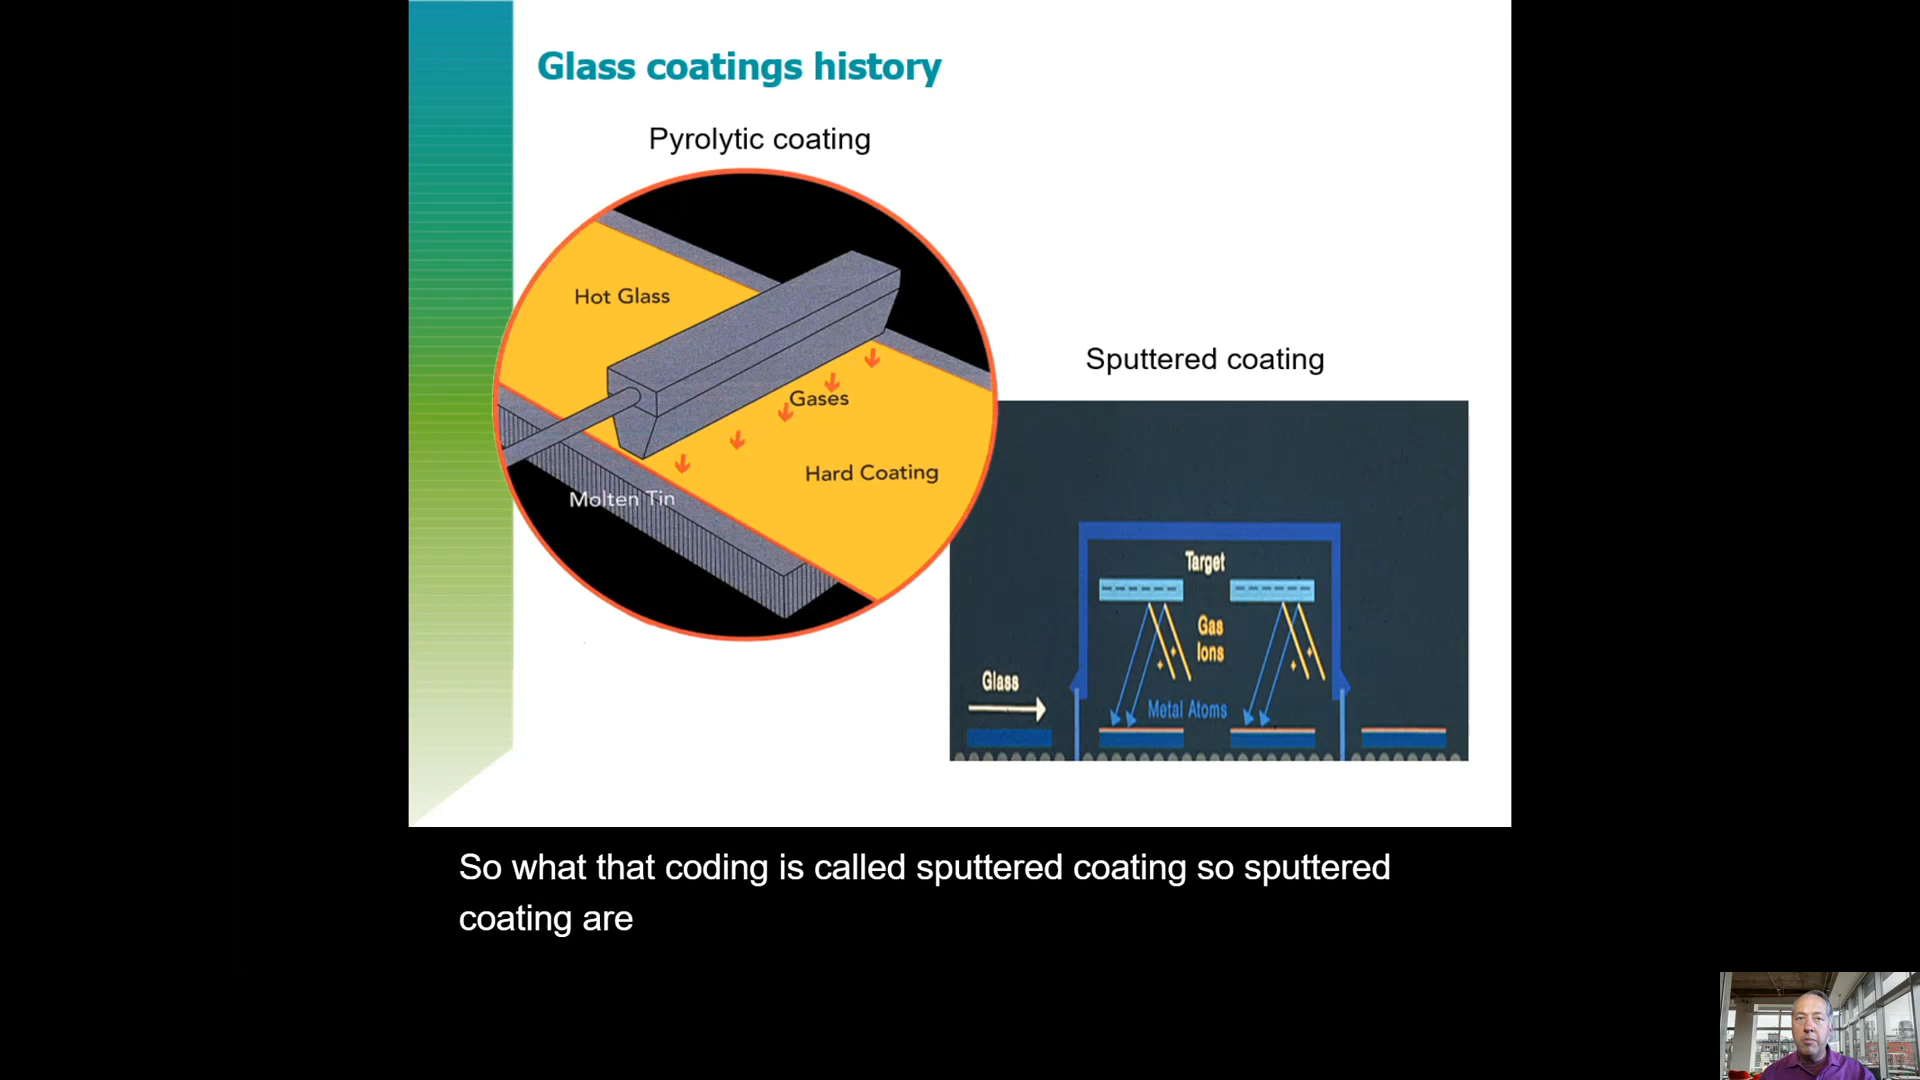 Glass coatings history
Pyrolytic coating
Hot Glass
Gases
Hard Coating
Molten Tin
Sputtered coating
Target
Gas
Ions
Glass
Metal Atoms
So what that coding is called sputtered coating so sputtered
coating are